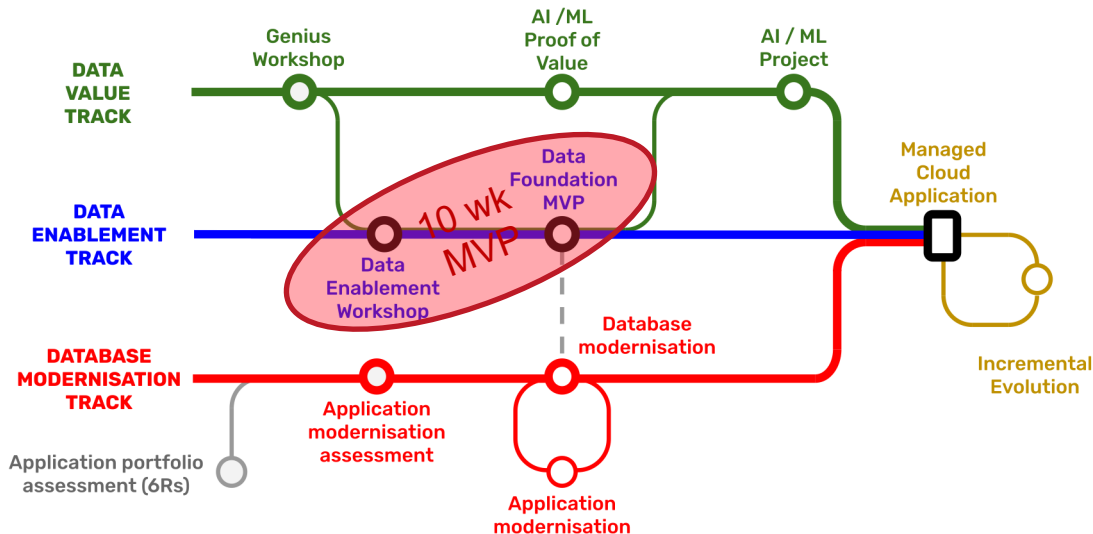 Genius
Workshop
AI /ML
Proof of
Value
AI / ML
Project
DATA
VALUE
TRACK
Managed
Cloud
Application
Data
Foundation
MVP
10 wk
MVP
DATA
ENABLEMENT
TRACK
Data
Enablement
Workshop
Database
modernisation
DATABASE
MODERNISATION
TRACK
Incremental
Evolution
Application
modernisation
assessment
Application portfolio
assessment (6Rs)
Application
modernisation